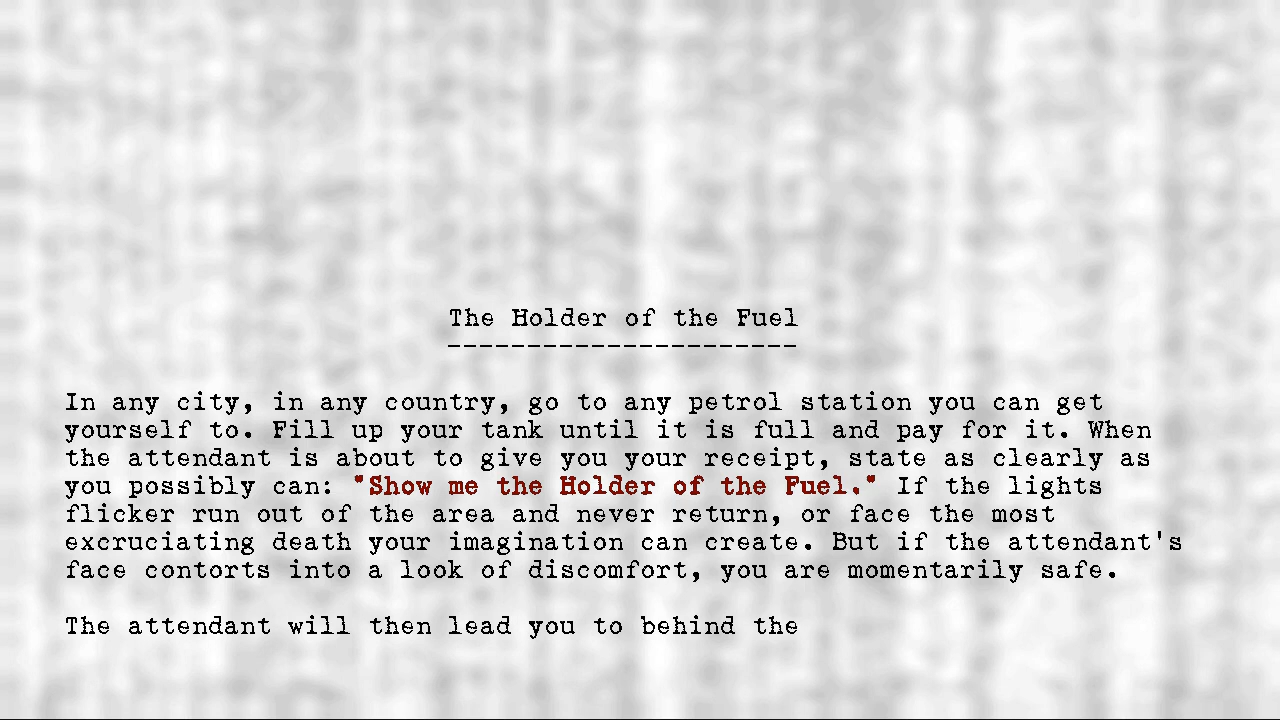 The Holder of the Fuel
----------------------
In any city, in any country, go to any petrol station you can get
yourself to. Fill up your tank until it is full and pay for it. When
the attendant is about to give you your receipt, state as clearly as
you possibly can: "Show me the Holder of the Fuel." If the lights
flicker run out of the area and never return, or face the most
excruciating death your imagination can create. But if the attendant's
face contorts into a look of discomfort, you are momentarily safe.
The attendant will then lead you to behind the